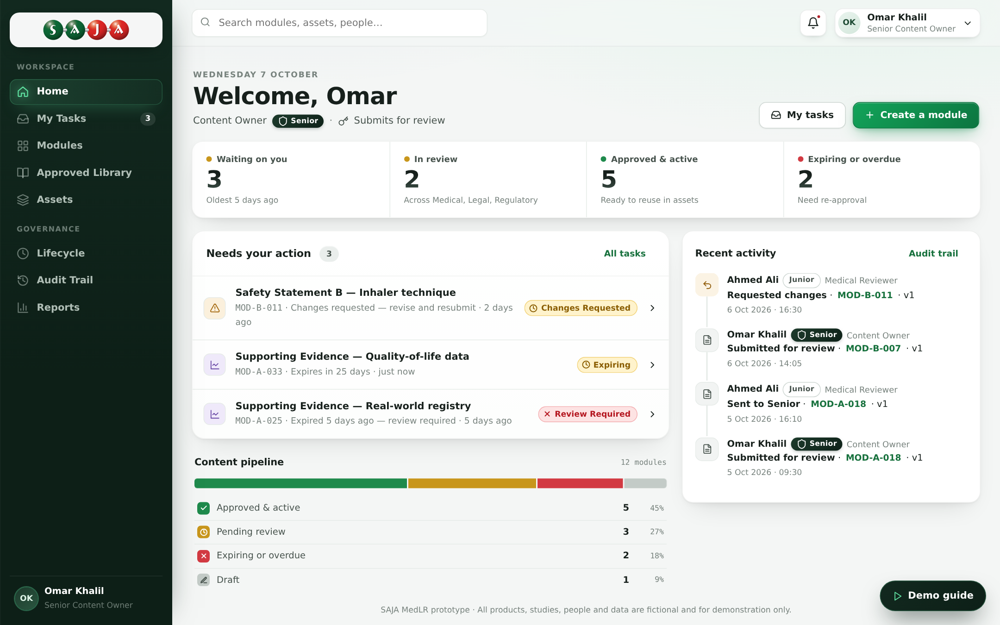 SAJA
WORKSPACE
Home
My Tasks 3
Modules
Approved Library
Assets
GOVERNANCE
Lifecycle
Audit Trail
Reports
OK Omar Khalil
Senior Content Owner
Search modules, assets, people...
OK Omar Khalil
Senior Content Owner
WEDNESDAY 7 OCTOBER
Welcome, Omar
Content Owner Senior · Submits for review
My tasks
+ Create a module
Waiting on you
3
Oldest 5 days ago
In review
2
Across Medical, Legal, Regulatory
Approved & active
5
Ready to reuse in assets
Expiring or overdue
2
Need re-approval
Needs your action 3
All tasks
Safety Statement B — Inhaler technique
MOD-B-011 · Changes requested — revise and resubmit · 2 days
ago
Changes Requested
Supporting Evidence — Quality-of-life data
MOD-A-033 · Expires in 25 days · just now
Expiring
Supporting Evidence — Real-world registry
MOD-A-025 · Expired 5 days ago — review required · 5 days ago
Review Required
Content pipeline
12 modules
Approved & active 5 45%
Pending review 3 27%
Expiring or overdue 2 18%
Draft 1 9%
Recent activity
Audit trail
Ahmed Ali Junior Medical Reviewer
Requested changes · MOD-B-011 · v1
6 Oct 2026 · 16:30
Omar Khalil Senior Content Owner
Submitted for review · MOD-B-007 · v1
6 Oct 2026 · 14:05
Ahmed Ali Junior Medical Reviewer
Sent to Senior · MOD-A-018 · v1
5 Oct 2026 · 16:10
Omar Khalil Senior Content Owner
Submitted for review · MOD-A-018 · v1
5 Oct 2026 · 09:30
SAJA MedLR prototype · All products, studies, people and data are fictional and for demonstration only.
Demo guide